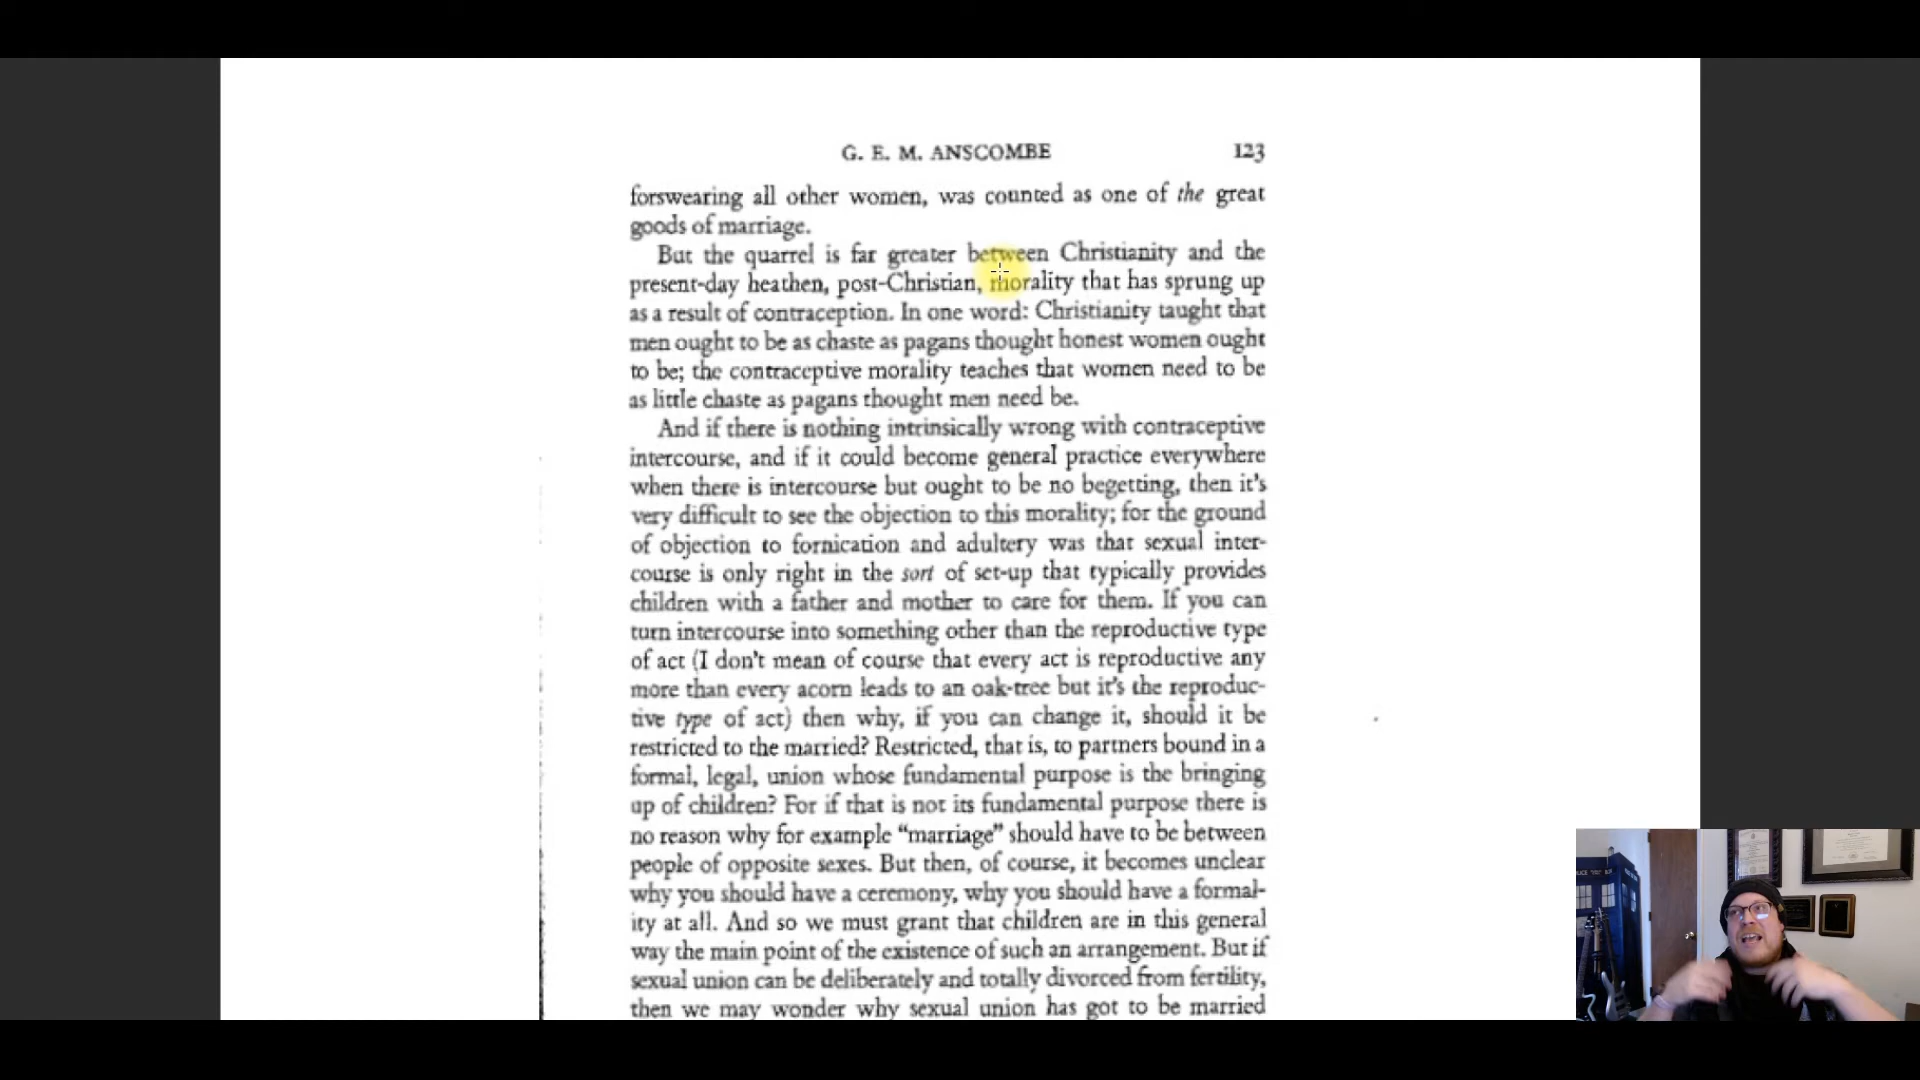 G. E. M. ANSCOMBE 123
forswearing all other women, was counted as one of the great
goods of marriage.
But the quarrel is far greater between Christianity and the
present-day heathen, post-Christian, morality that has sprung up
as a result of contraception. In one word: Christianity taught that
men ought to be as chaste as pagans thought honest women ought
to be; the contraceptive morality teaches that women need to be
as little chaste as pagans thought men need be.
And if there is nothing intrinsically wrong with contraceptive
intercourse, and if it could become general practice everywhere
when there is intercourse but ought to be no begetting, then it's
very difficult to see the objection to this morality; for the ground
of objection to fornication and adultery was that sexual inter-
course is only right in the sort of set-up that typically provides
children with a father and mother to care for them. If you can
turn intercourse into something other than the reproductive type
of act (I don't mean of course that every act is reproductive any
more than every acorn leads to an oak-tree but it's the reproduc-
tive type of act) then why, if you can change it, should it be
restricted to the married? Restricted, that is, to partners bound in a
formal, legal, union whose fundamental purpose is the bringing
up of children? For if that is not its fundamental purpose there is
no reason why for example “marriage” should have to be between
people of opposite sexes. But then, of course, it becomes unclear
why you should have a ceremony, why you should have a formal-
ity at all. And so we must grant that children are in this general
way the main point of the existence of such an arrangement. But if
sexual union can be deliberately and totally divorced from fertility,
then we may wonder why sexual union has got to be married